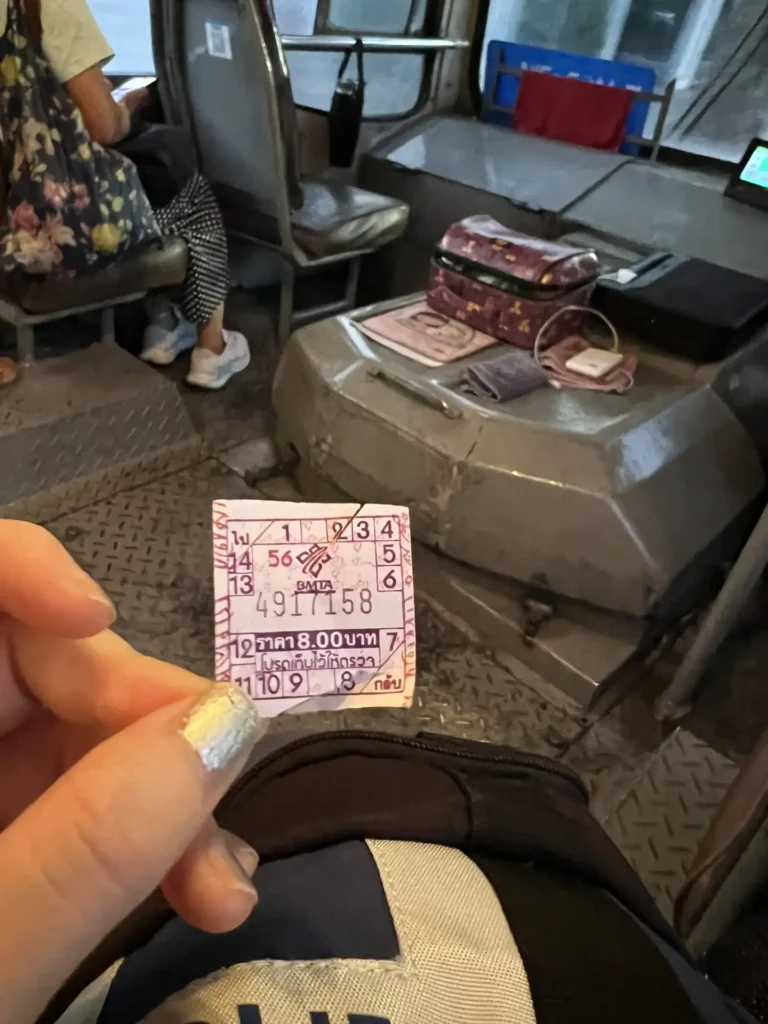 ไป 1 2 3 4
14 56 5
13 BMTA 6
4917158
12 ราคา 8.00 บาท 7
โปรดเก็บไว้ให้ตรวจ
11 10 9 8 กลับ